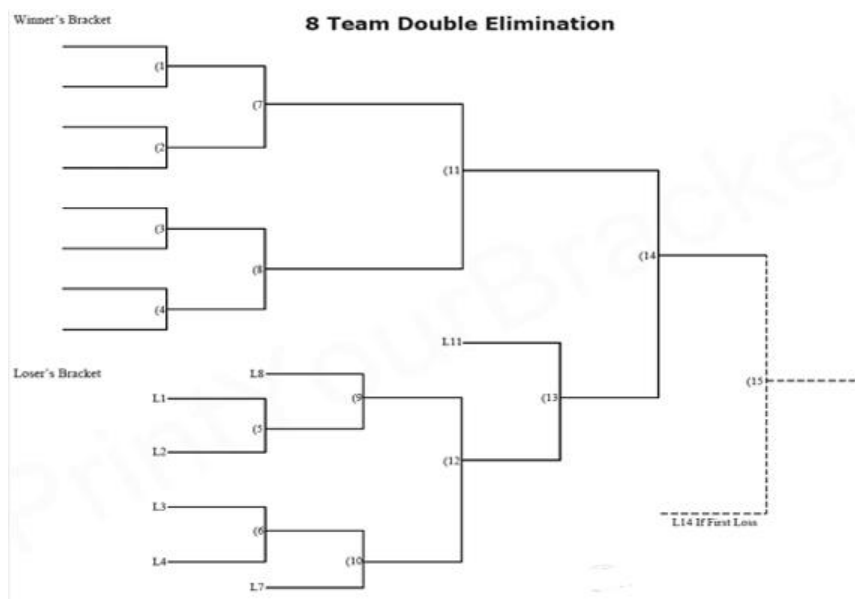 Winner's Bracket
8 Team Double Elimination
(1
(7
(2
(11
(3
(8
(14
(4
L11
Loser's Bracket
L8
(15
L1
(9
(13
(5
L2
(12
L3
L14 If First Loss
(6
L4
(10
L7
PrintYourBracket